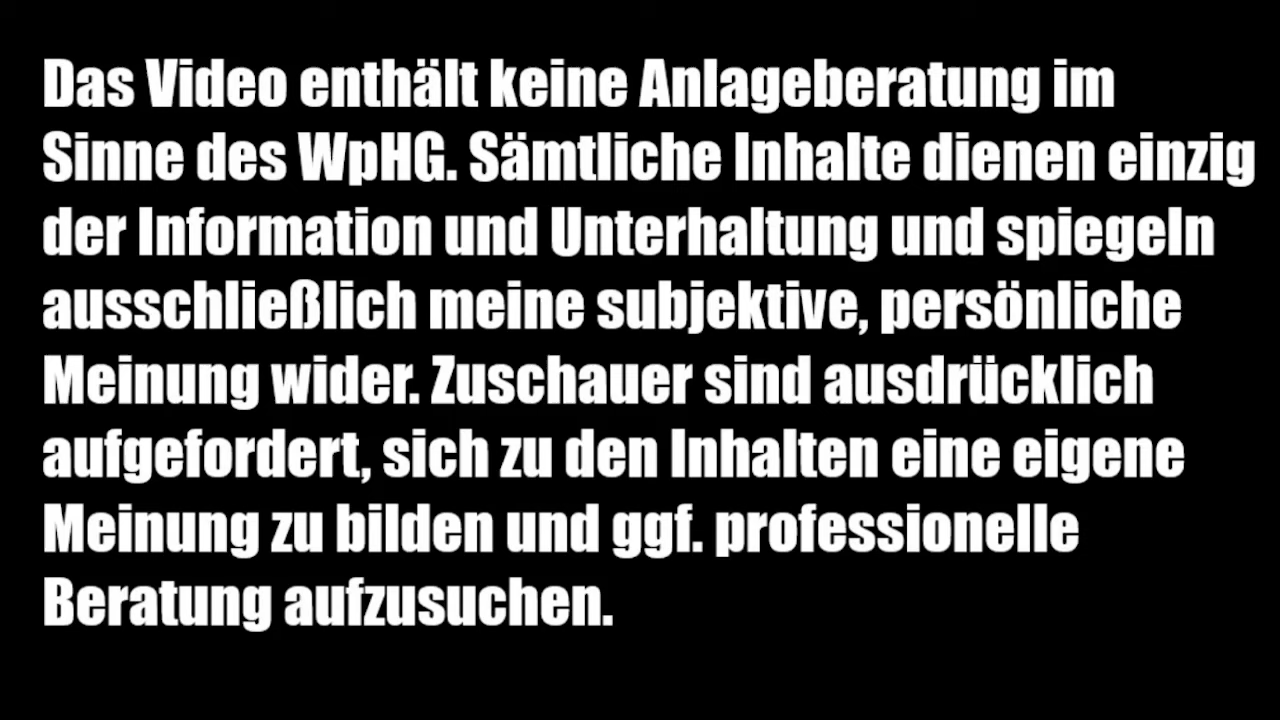 Das Video enthält keine Anlageberatung im
Sinne des WpHG. Sämtliche Inhalte dienen einzig
der Information und Unterhaltung und spiegeln
ausschließlich meine subjektive, persönliche
Meinung wider. Zuschauer sind ausdrücklich
aufgefordert, sich zu den Inhalten eine eigene
Meinung zu bilden und ggf. professionelle
Beratung aufzusuchen.